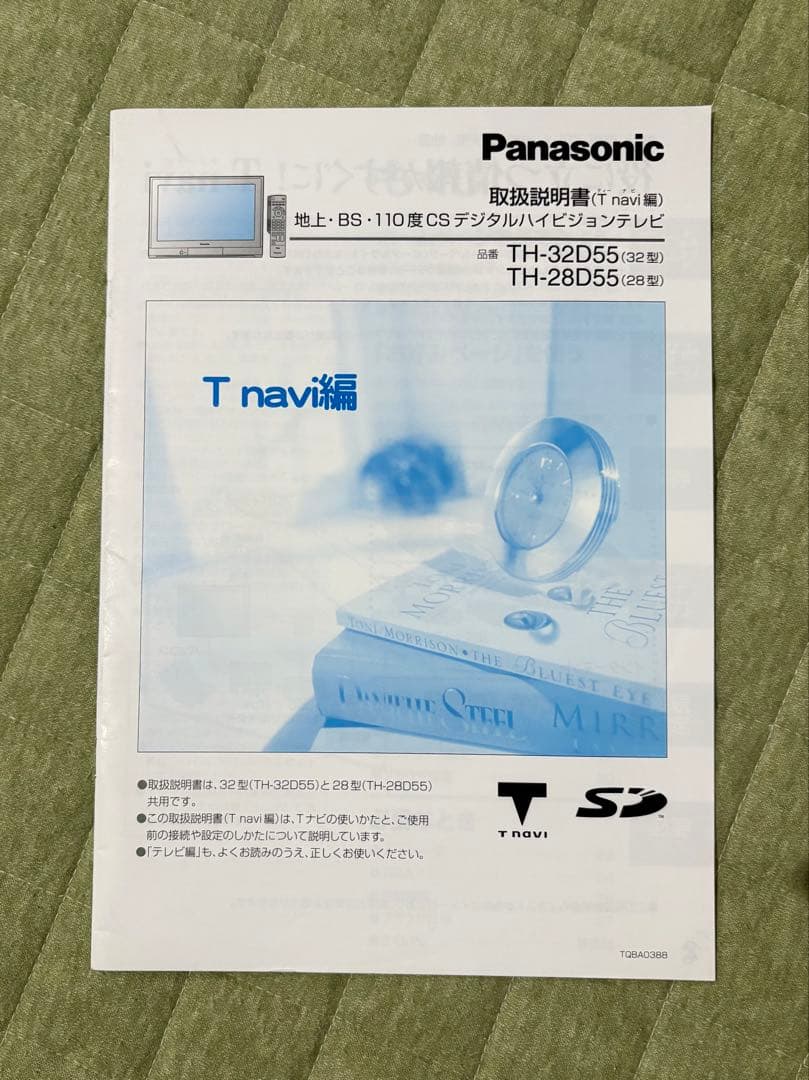 Panasonic
取扱説明書(T navi編)
ティー ナビ
地上・BS・110度CSデジタルハイビジョンテレビ
品番 TH-32D55(32型)
TH-28D55(28型)
T navi編
THE BLUEST
TONI MORRISON・THE BLUEST EYE
DANIELLE STEEL MIRR
●取扱説明書は、32型(TH-32D55)と28型(TH-28D55)
共用です。
●この取扱説明書(T navi編)は、Tナビの使いかたと、ご使用
前の接続や設定のしかたについて説明しています。
●「テレビ編」も、よくお読みのうえ、正しくお使いください。
T navi
SD
TM
TQBA0388